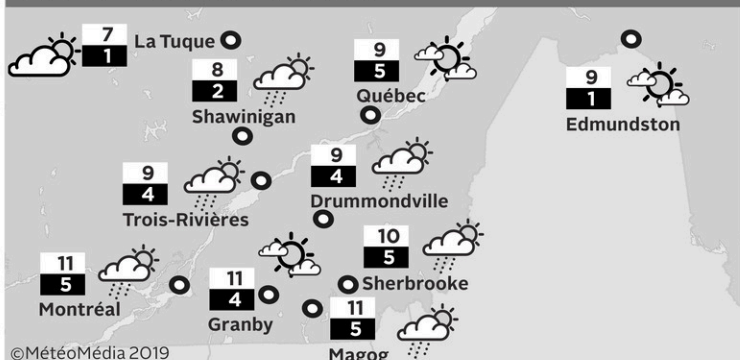 7
1
La Tuque
8
2
Shawinigan
9
5
Québec
9
1
Edmundston
9
4
Trois-Rivières
9
4
Drummondville
11
5
Montréal
11
4
Granby
10
5
Sherbrooke
11
5
Magog
©MétéoMédia 2019